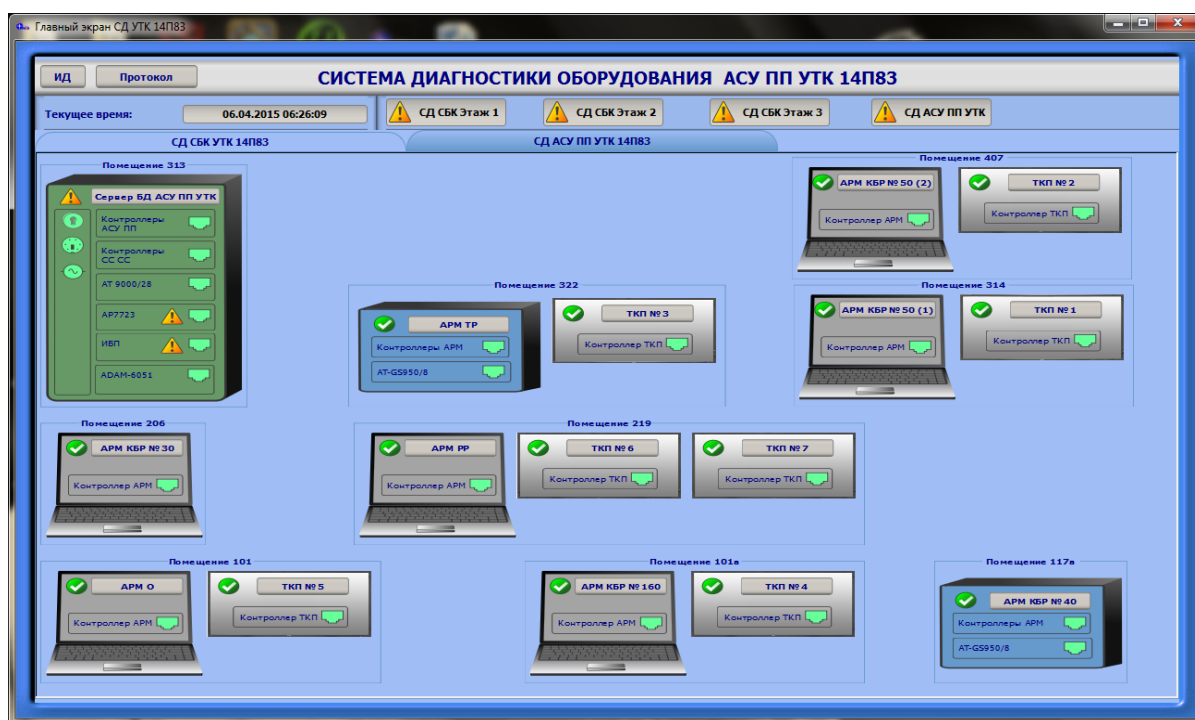 Главный экран СД УТК 14П83
ИД
Протокол
СИСТЕМА ДИАГНОСТИКИ ОБОРУДОВАНИЯ АСУ ПП УТК 14П83
Текущее время:
06.04.2015 06:26:09
СД СБК Этаж 1
СД СБК Этаж 2
СД СБК Этаж 3
СД АСУ ПП УТК
СД СБК УТК 14П83
СД АСУ ПП УТК 14П83
Помещение 313
Сервер БД АСУ ПП УТК
Контроллеры
АСУ ПП
Контроллеры
СС СС
AT 9000/28
AP7723
ИБП
ADAM-6051
Помещение 407
АРМ КБР № 50 (2)
Контроллер АРМ
ТКП № 2
Контроллер ТКП
Помещение 322
АРМ ТР
Контроллеры АРМ
AT-GS950/8
ТКП № 3
Контроллер ТКП
Помещение 314
АРМ КБР № 50 (1)
Контроллер АРМ
ТКП № 1
Контроллер ТКП
Помещение 206
АРМ КБР № 30
Контроллер АРМ
Помещение 219
АРМ РР
Контроллер АРМ
ТКП № 6
Контроллер ТКП
ТКП № 7
Контроллер ТКП
Помещение 101
АРМ О
Контроллер АРМ
ТКП № 5
Контроллер ТКП
Помещение 101а
АРМ КБР № 160
Контроллер АРМ
ТКП № 4
Контроллер ТКП
Помещение 117а
АРМ КБР № 40
Контроллеры АРМ
AT-GS950/8